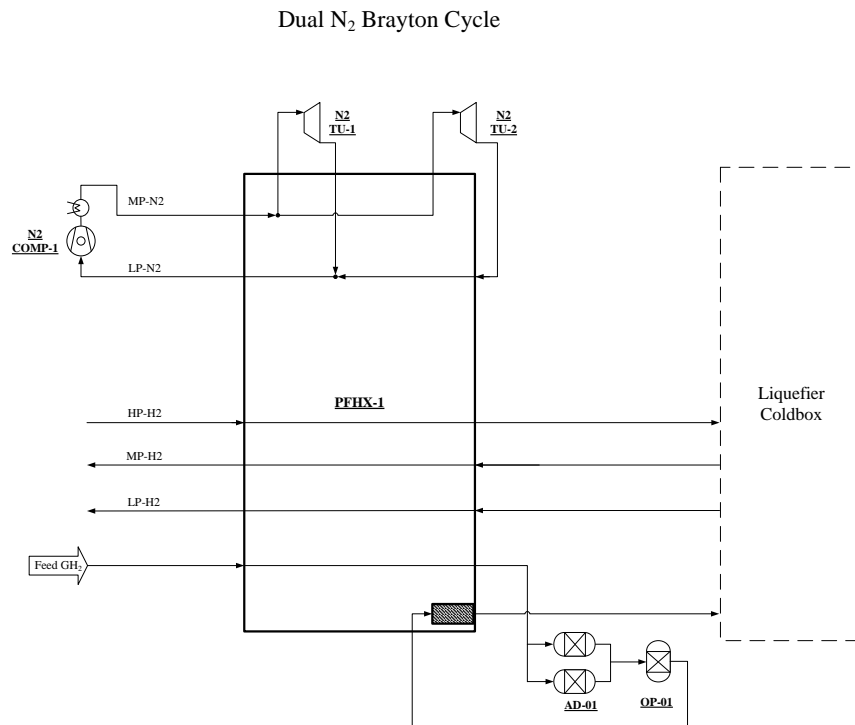 Dual N₂ Brayton Cycle
N2
TU-1
N2
TU-2
MP-N2
N2
COMP-1
LP-N2
PFHX-1
Liquefier
Coldbox
HP-H2
MP-H2
LP-H2
Feed GH₂
AD-01
OP-01